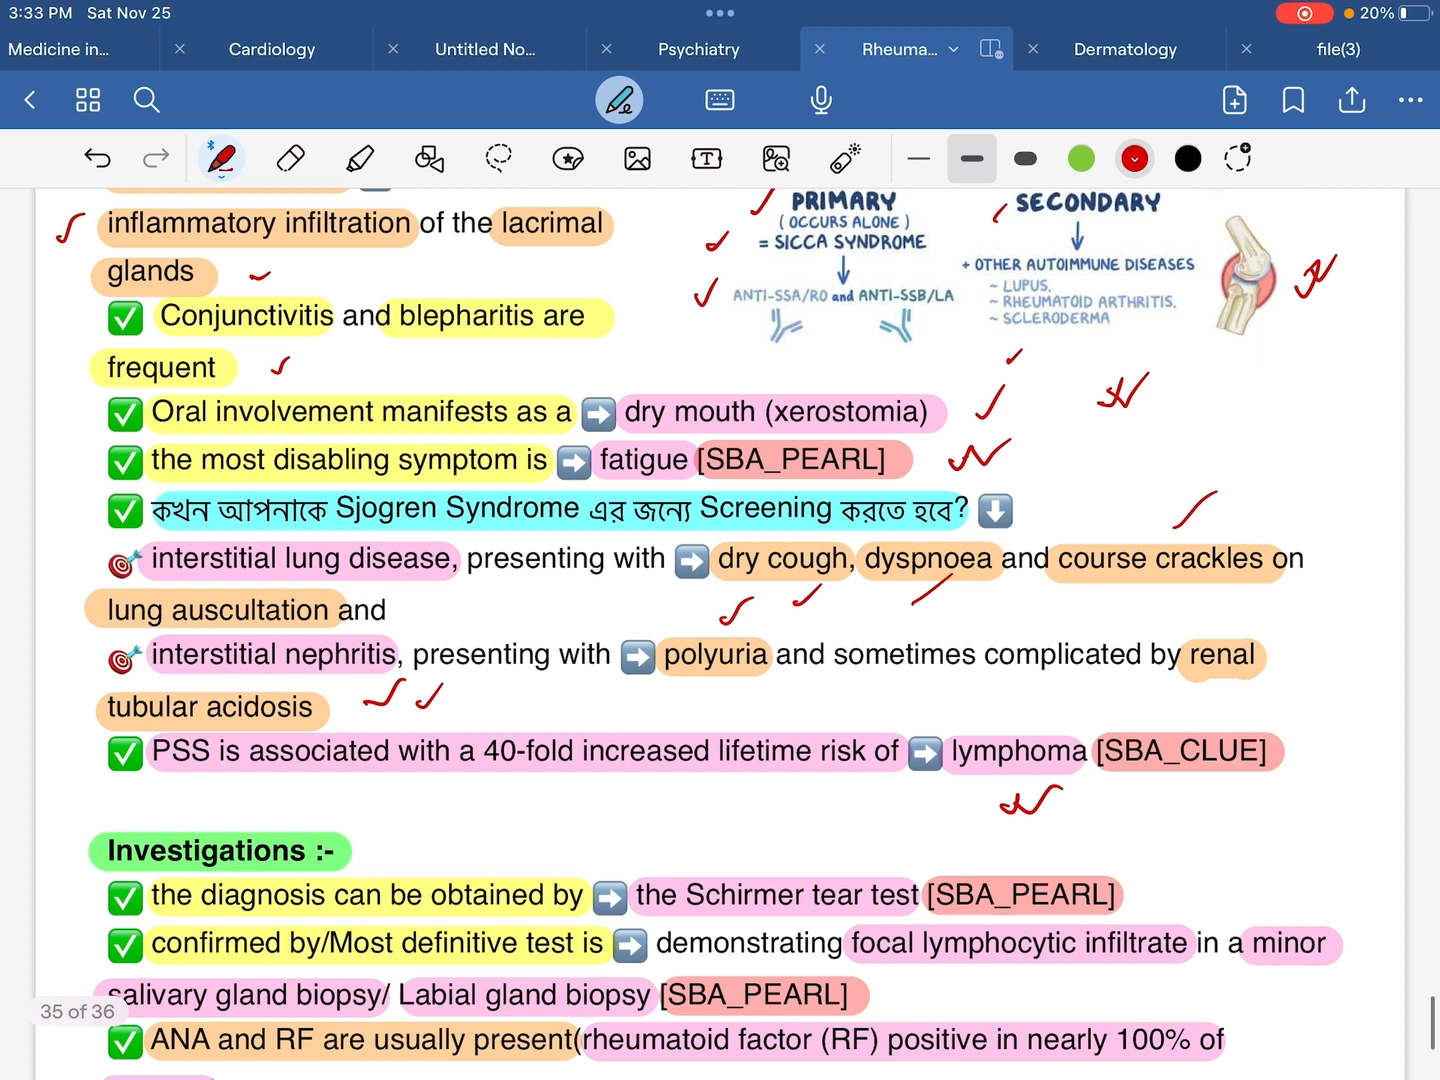 3:33 PM Sat Nov 25
20%
Medicine in...
Cardiology
Untitled No...
Psychiatry
Rheuma...
Dermatology
file(3)
inflammatory infiltration of the lacrimal
glands
Conjunctivitis and blepharitis are
frequent
PRIMARY
( OCCURS ALONE )
= SICCA SYNDROME
ANTI-SSA/RO and ANTI-SSB/LA
SECONDARY
+ OTHER AUTOIMMUNE DISEASES
~ LUPUS,
~ RHEUMATOID ARTHRITIS,
~ SCLERODERMA
✅ Oral involvement manifests as a ➡️ dry mouth (xerostomia)
✅ the most disabling symptom is ➡️ fatigue [SBA_PEARL]
✅ কখন আপনাকে Sjogren Syndrome এর জন্যে Screening করতে হবে? ⬇️
🎯 interstitial lung disease, presenting with ➡️ dry cough, dyspnoea and course crackles on
lung auscultation and
🎯 interstitial nephritis, presenting with ➡️ polyuria and sometimes complicated by renal
tubular acidosis
✅ PSS is associated with a 40-fold increased lifetime risk of ➡️ lymphoma [SBA_CLUE]
Investigations :-
✅ the diagnosis can be obtained by ➡️ the Schirmer tear test [SBA_PEARL]
✅ confirmed by/Most definitive test is ➡️ demonstrating focal lymphocytic infiltrate in a minor
salivary gland biopsy/ Labial gland biopsy [SBA_PEARL]
35 of 36
✅ ANA and RF are usually present(rheumatoid factor (RF) positive in nearly 100% of